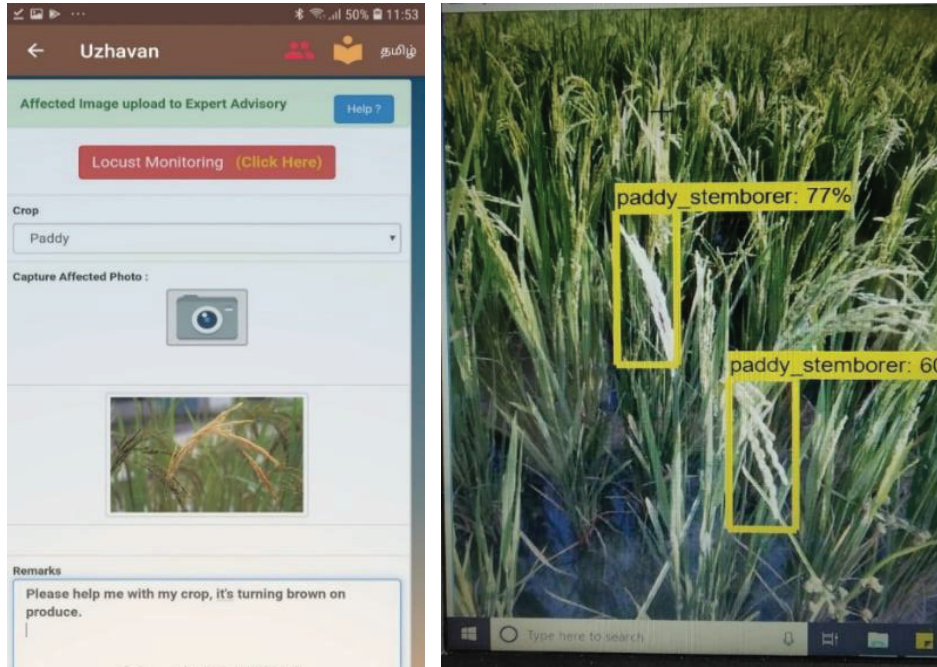 11:53
50%
Uzhavan
தமிழ்
Affected Image upload to Expert Advisory
Help ?
Locust Monitoring (Click Here)
Crop
Paddy
Capture Affected Photo :
Remarks
Please help me with my crop, it's turning brown on
produce.
paddy_stemborer: 77%
paddy_stemborer: 60
Type here to search